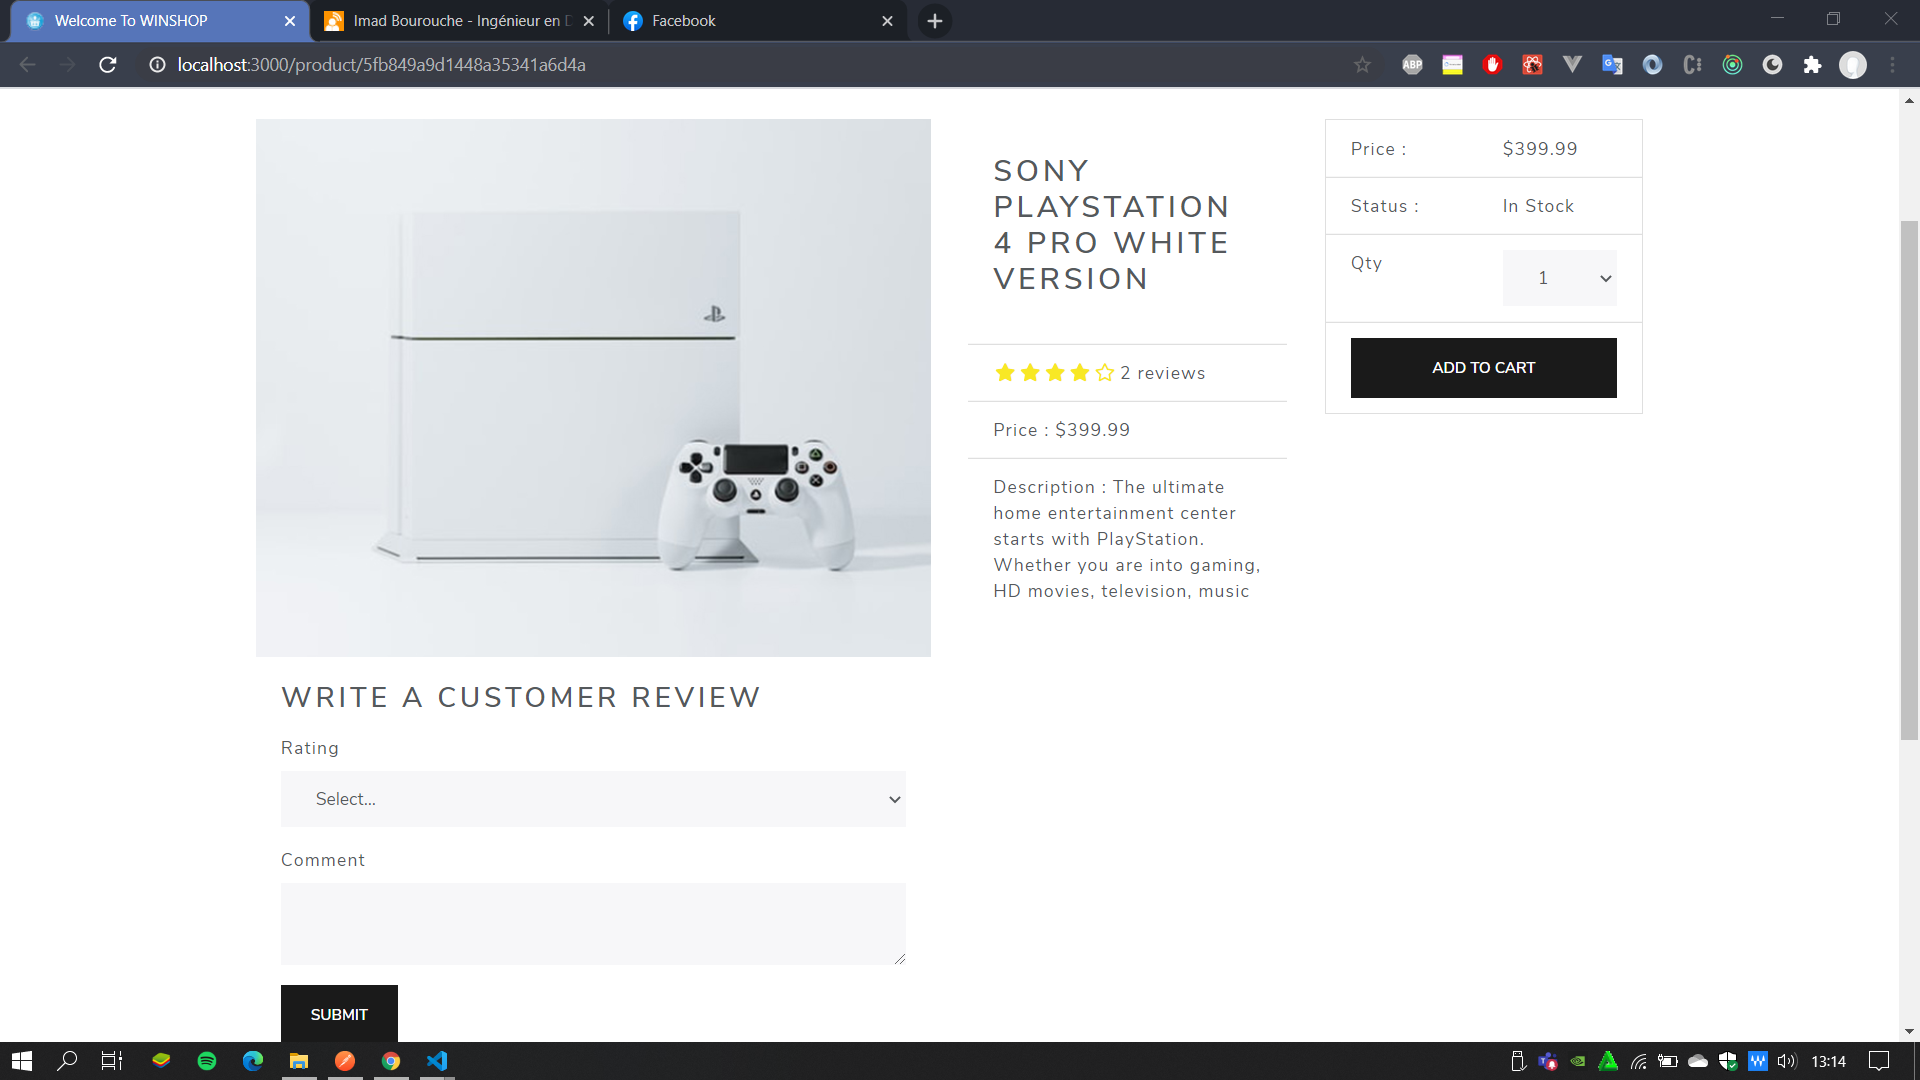 Welcome To WINSHOP
Imad Bourouche - Ingénieur en D
Facebook
localhost:3000/product/5fb849a9d1448a35341a6d4a
ABP
SONY
PLAYSTATION
4 PRO WHITE
VERSION
2 reviews
Price : $399.99
Description : The ultimate
home entertainment center
starts with PlayStation.
Whether you are into gaming,
HD movies, television, music
Price : $399.99
Status : In Stock
Qty 1
ADD TO CART
WRITE A CUSTOMER REVIEW
Rating
Select...
Comment
SUBMIT
13:14